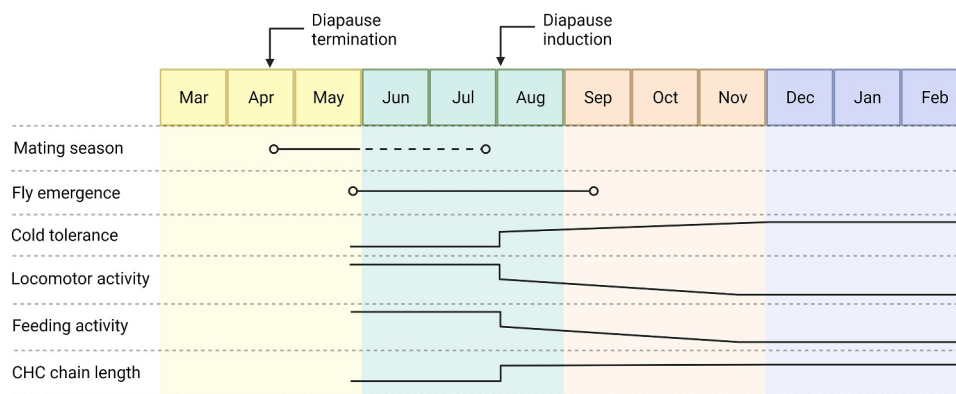 Diapause
termination
Diapause
induction
Mar Apr May Jun Jul Aug Sep Oct Nov Dec Jan Feb
Mating season
Fly emergence
Cold tolerance
Locomotor activity
Feeding activity
CHC chain length